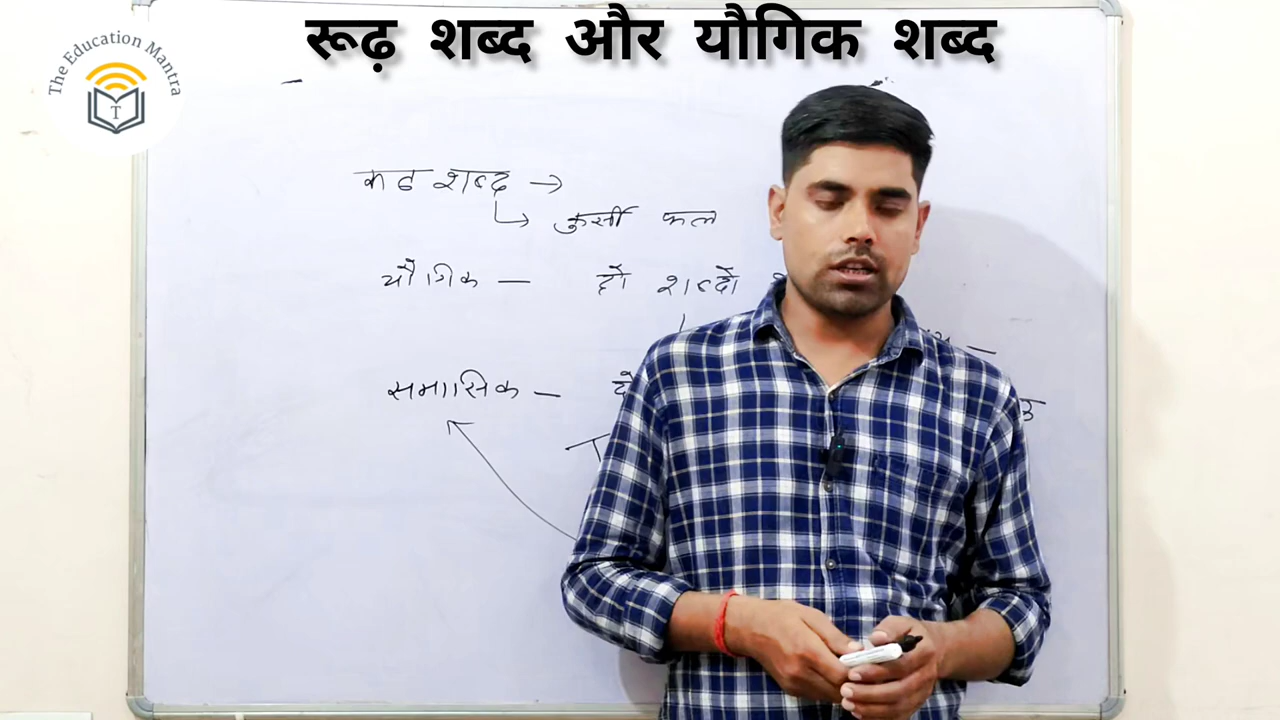 रूढ़ शब्द और यौगिक शब्द
The Education Mantra
T
रूढ शब्द →
कुर्सी फल
यौगिक — दो शब्दों
समासिक —